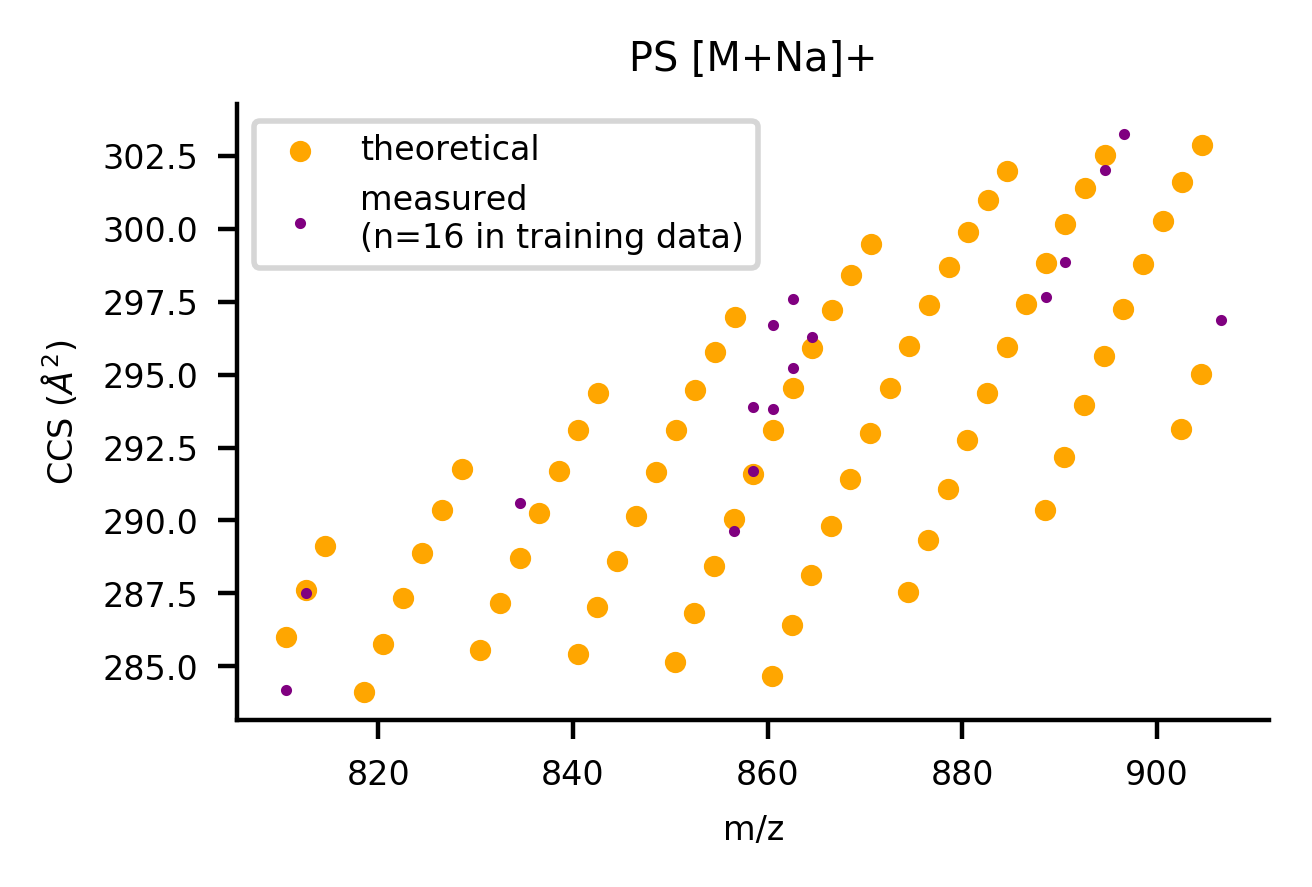 PS [M+Na]+
theoretical
measured
(n=16 in training data)
CCS (Å²)
302.5
300.0
297.5
295.0
292.5
290.0
287.5
285.0
820
840
860
880
900
m/z